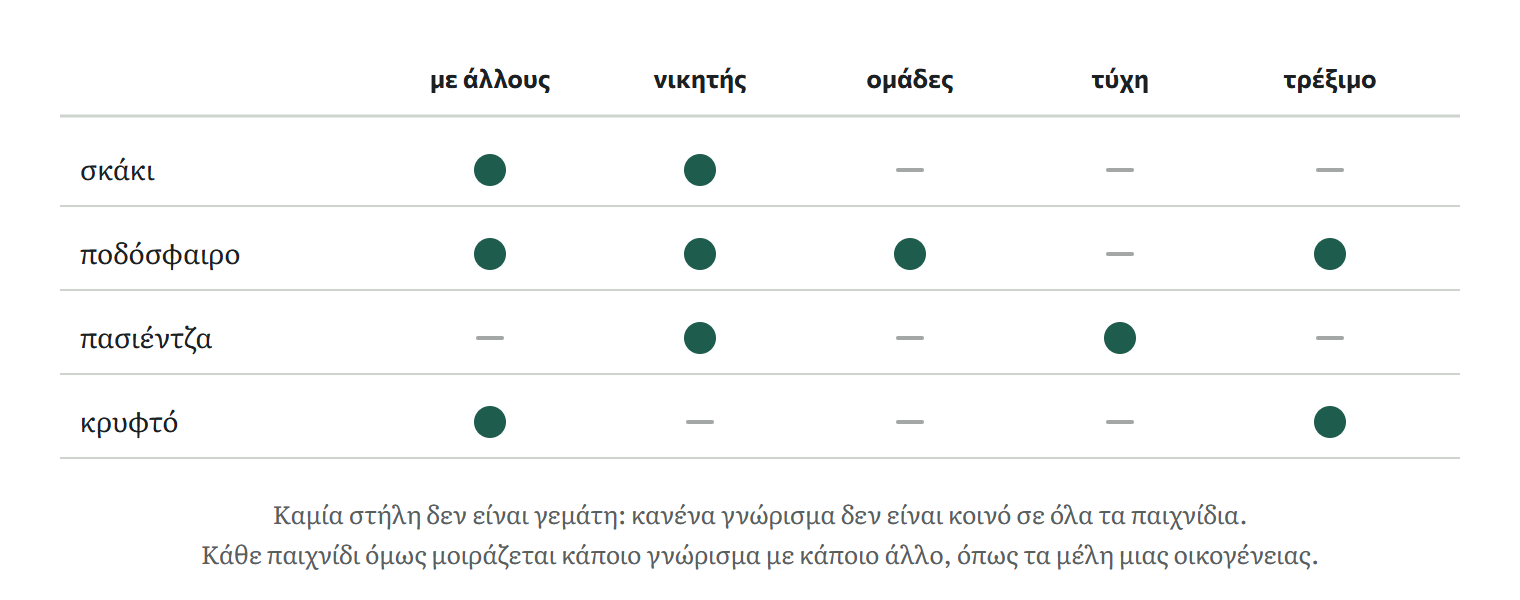 με άλλους νικητής ομάδες τύχη τρέξιμο
σκάκι
ποδόσφαιρο
πασιέντζα
κρυφτό
Καμία στήλη δεν είναι γεμάτη: κανένα γνώρισμα δεν είναι κοινό σε όλα τα παιχνίδια.
Κάθε παιχνίδι όμως μοιράζεται κάποιο γνώρισμα με κάποιο άλλο, όπως τα μέλη μιας οικογένειας.